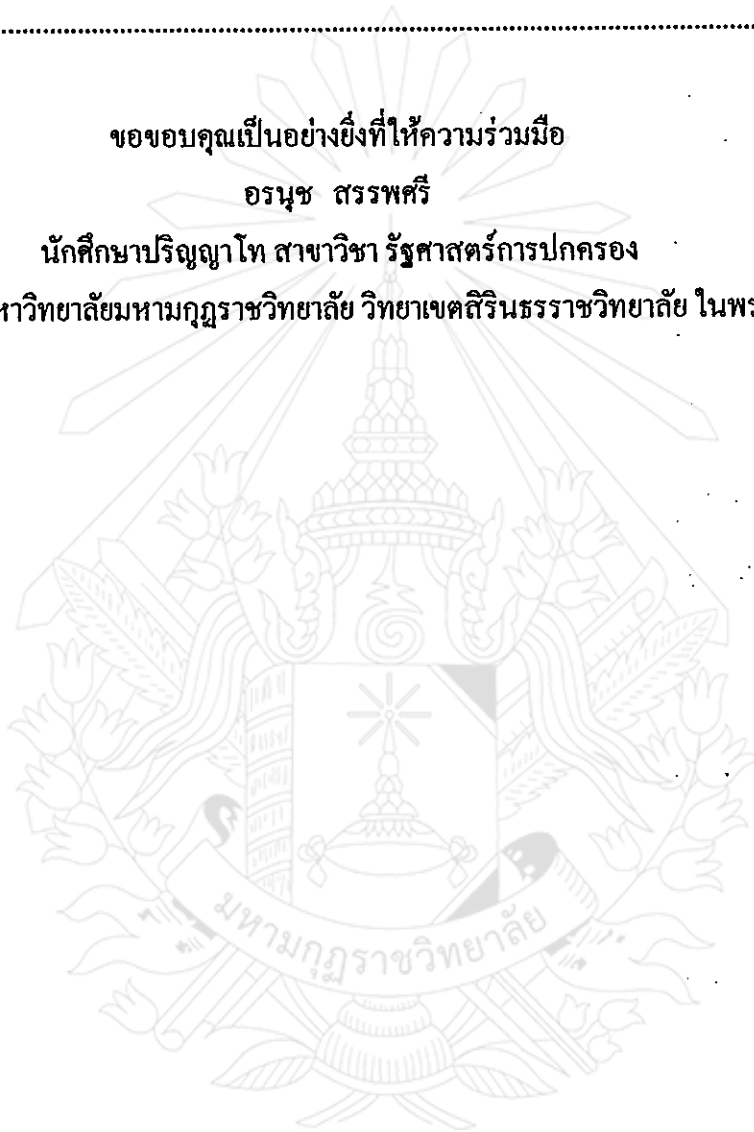 ขอขอบคุณเป็นอย่างยิ่งที่ให้ความร่วมมือ
อรนุช สรรพศรี
นักศึกษาปริญญาโท สาขาวิชา รัฐศาสตร์การปกครอง
หาวิทยาลัยมหามกุฏราชวิทยาลัย วิทยาเขตสิรินธรราชวิทยาลัย ในพร
มหามกุฏราชวิทยาลัย